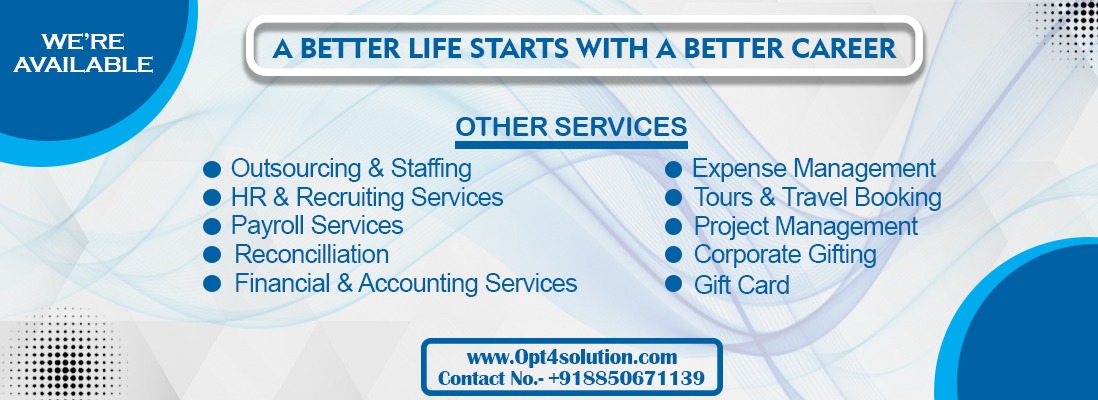 WE'RE
AVAILABLE
A BETTER LIFE STARTS WITH A BETTER CAREER
OTHER SERVICES
Outsourcing & Staffing
HR & Recruiting Services
Payroll Services
Reconcilliation
Financial & Accounting Services
Expense Management
Tours & Travel Booking
Project Management
Corporate Gifting
Gift Card
www.Opt4solution.com
Contact No.- +918850671139